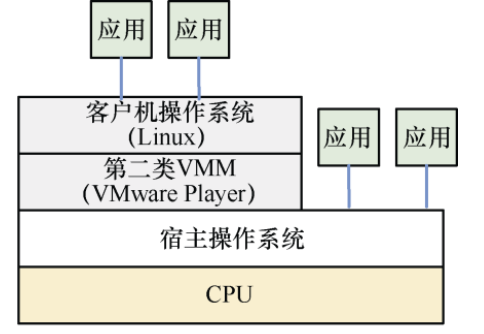 应用
应用
客户机操作系统
(Linux)
应用
应用
第二类VMM
(VMware Player)
宿主操作系统
CPU